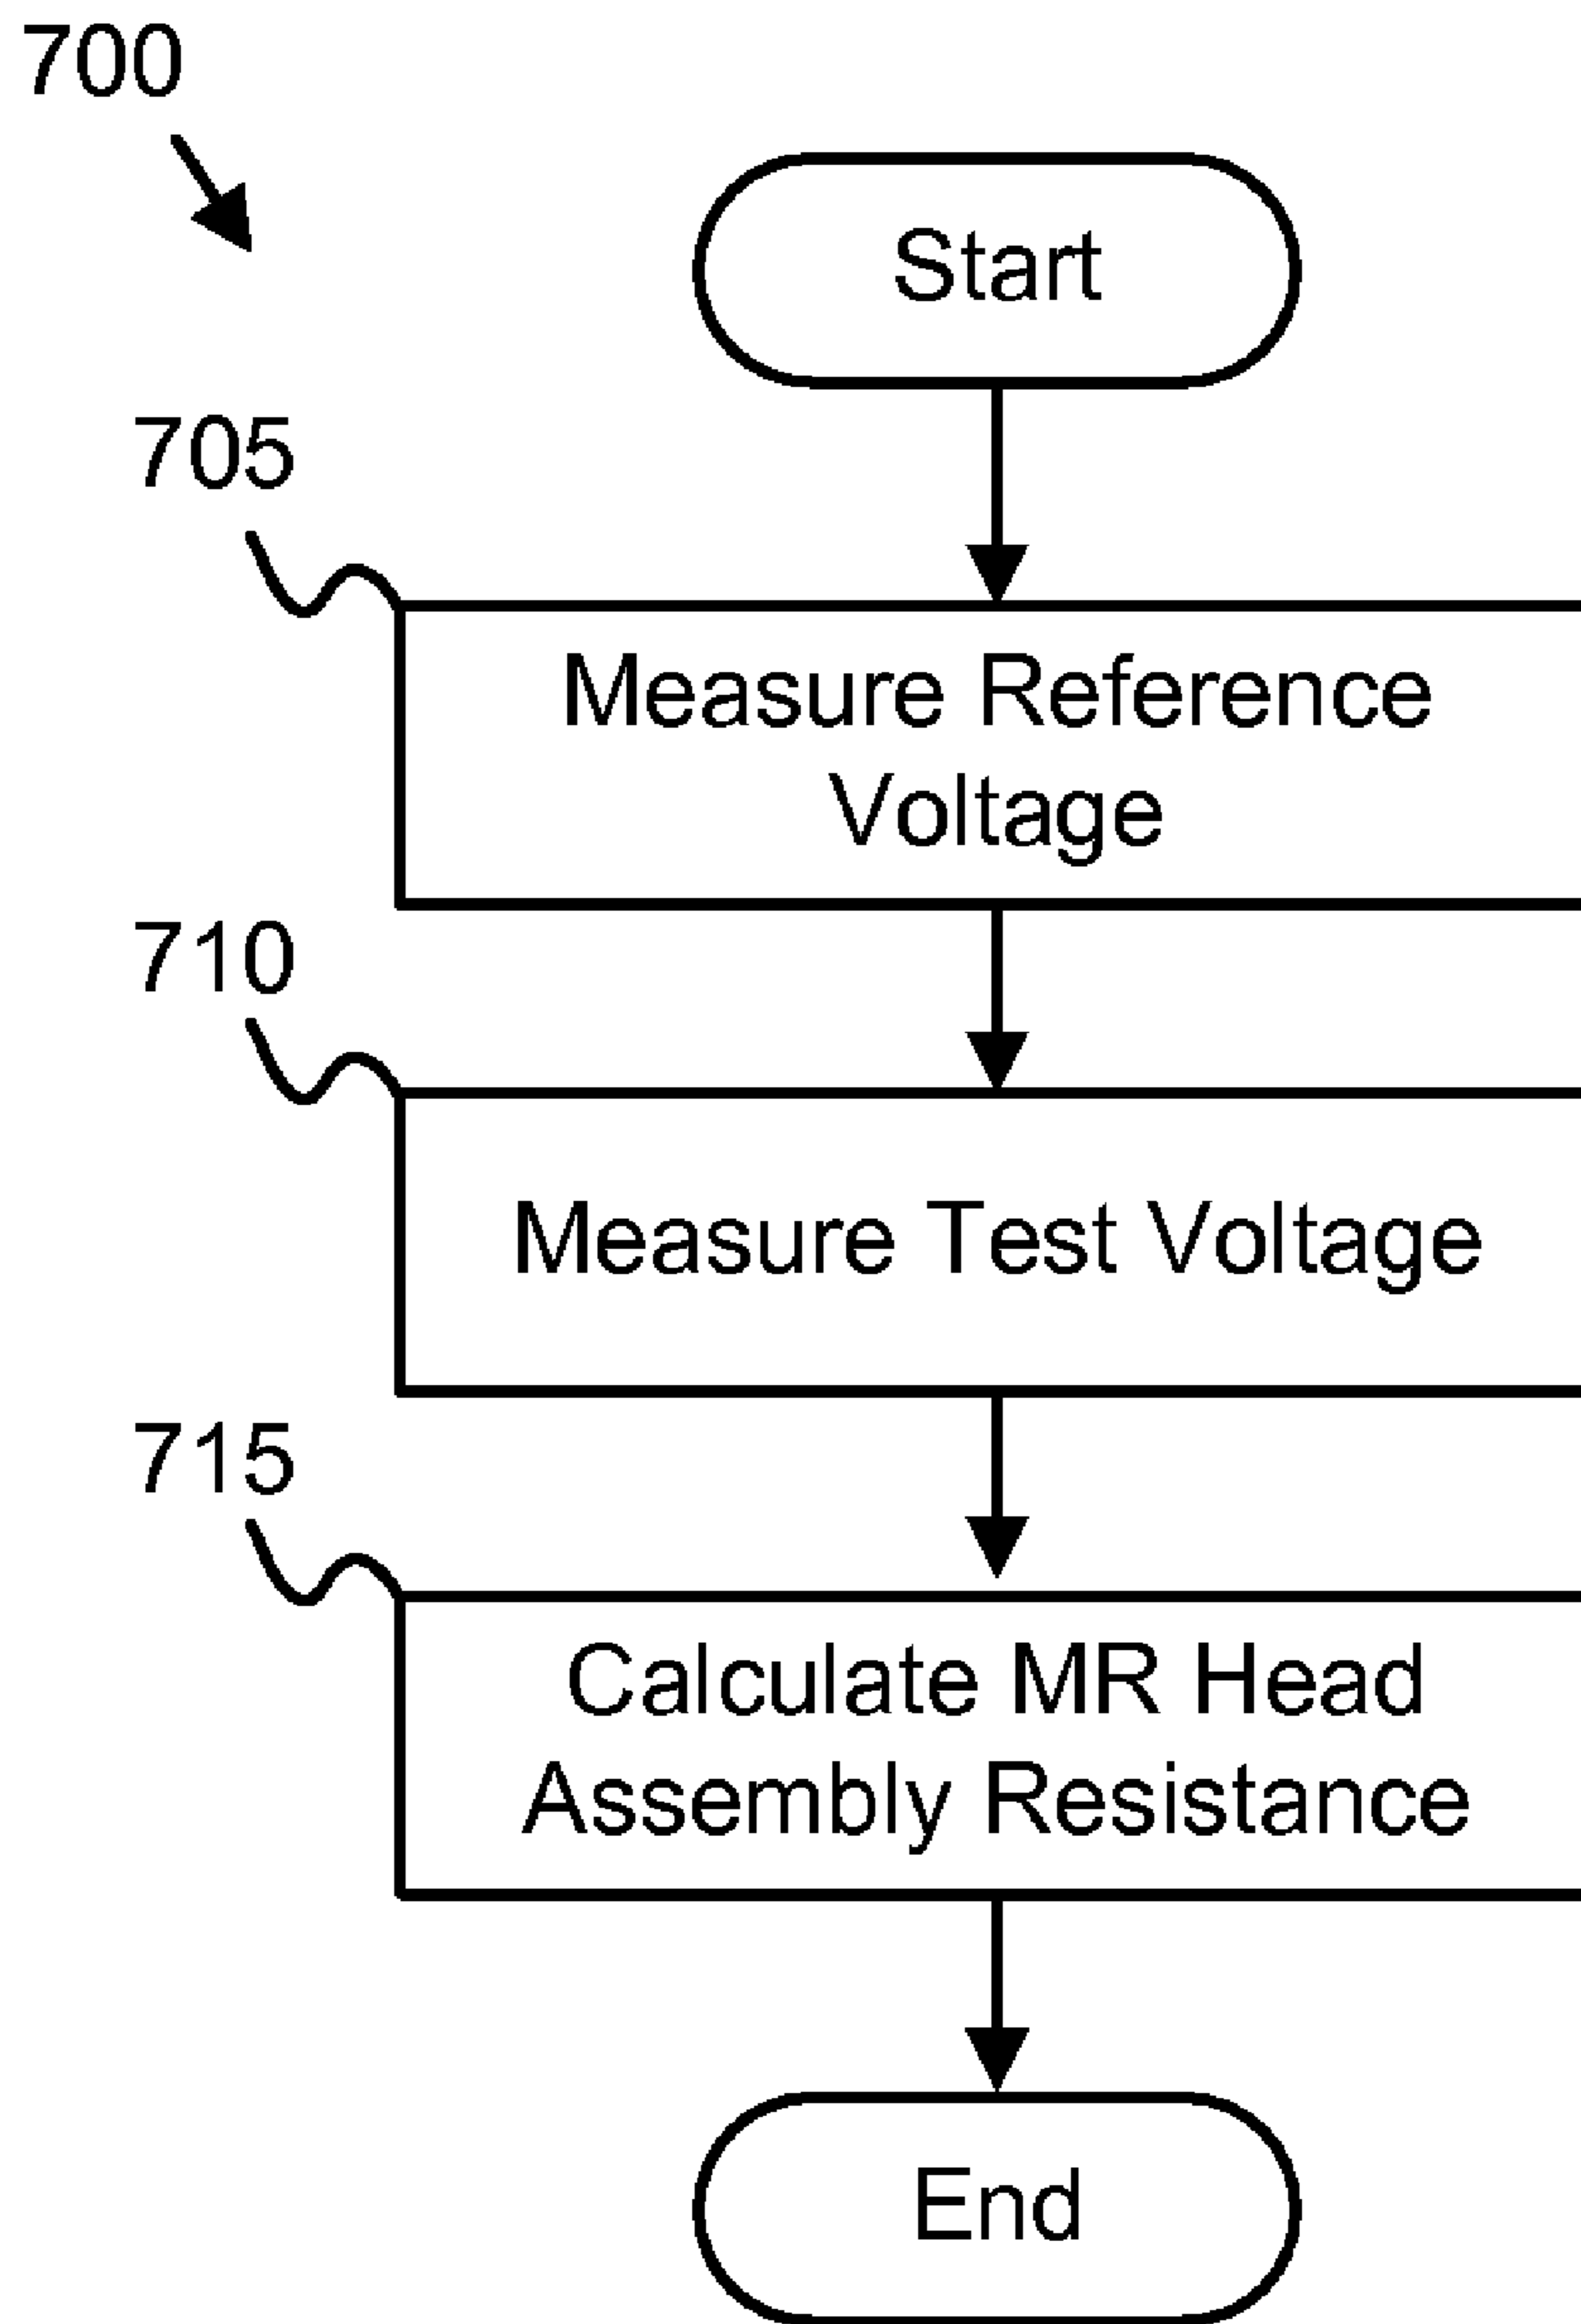 700
Start
705
Measure Reference
Voltage
710
Measure Test Voltage
715
Calculate MR Head
Assembly Resistance
End